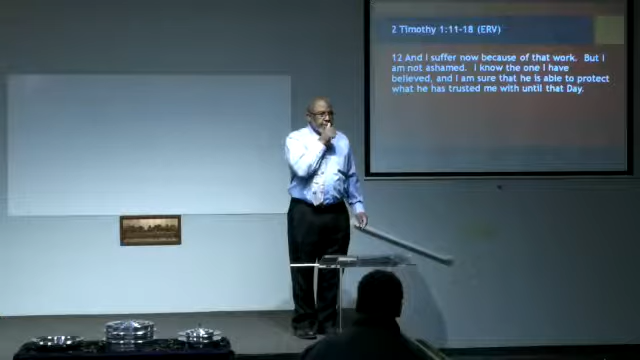 2 Timothy 1:11-18 (ERV)
12 And I suffer now because of that work.  But I
am not ashamed.  I know the one I have
believed, and I am sure that he is able to protect
what he has trusted me with until that Day.